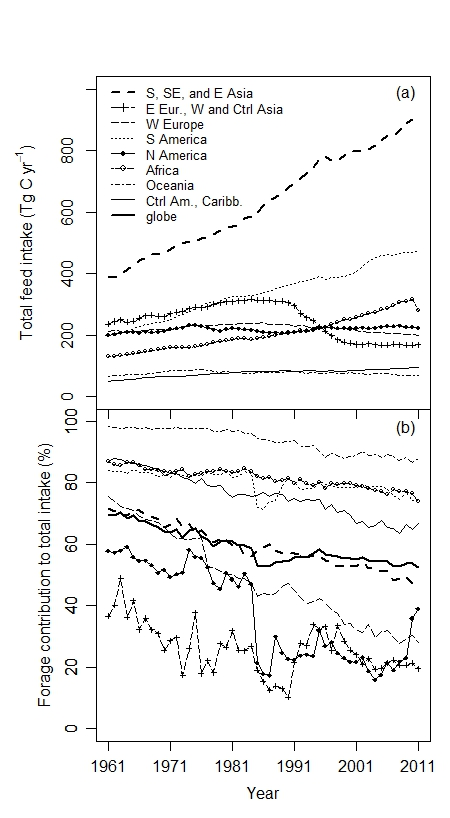 (a)
S, SE, and E Asia
E Eur., W and Ctrl Asia
W Europe
S America
N America
Africa
Oceania
Ctrl Am., Caribb.
globe
Total feed intake (Tg C yr⁻¹)
800
600
400
200
0
(b)
Forage contribution to total intake (%)
100
80
60
40
20
0
1961 1971 1981 1991 2001 2011
Year